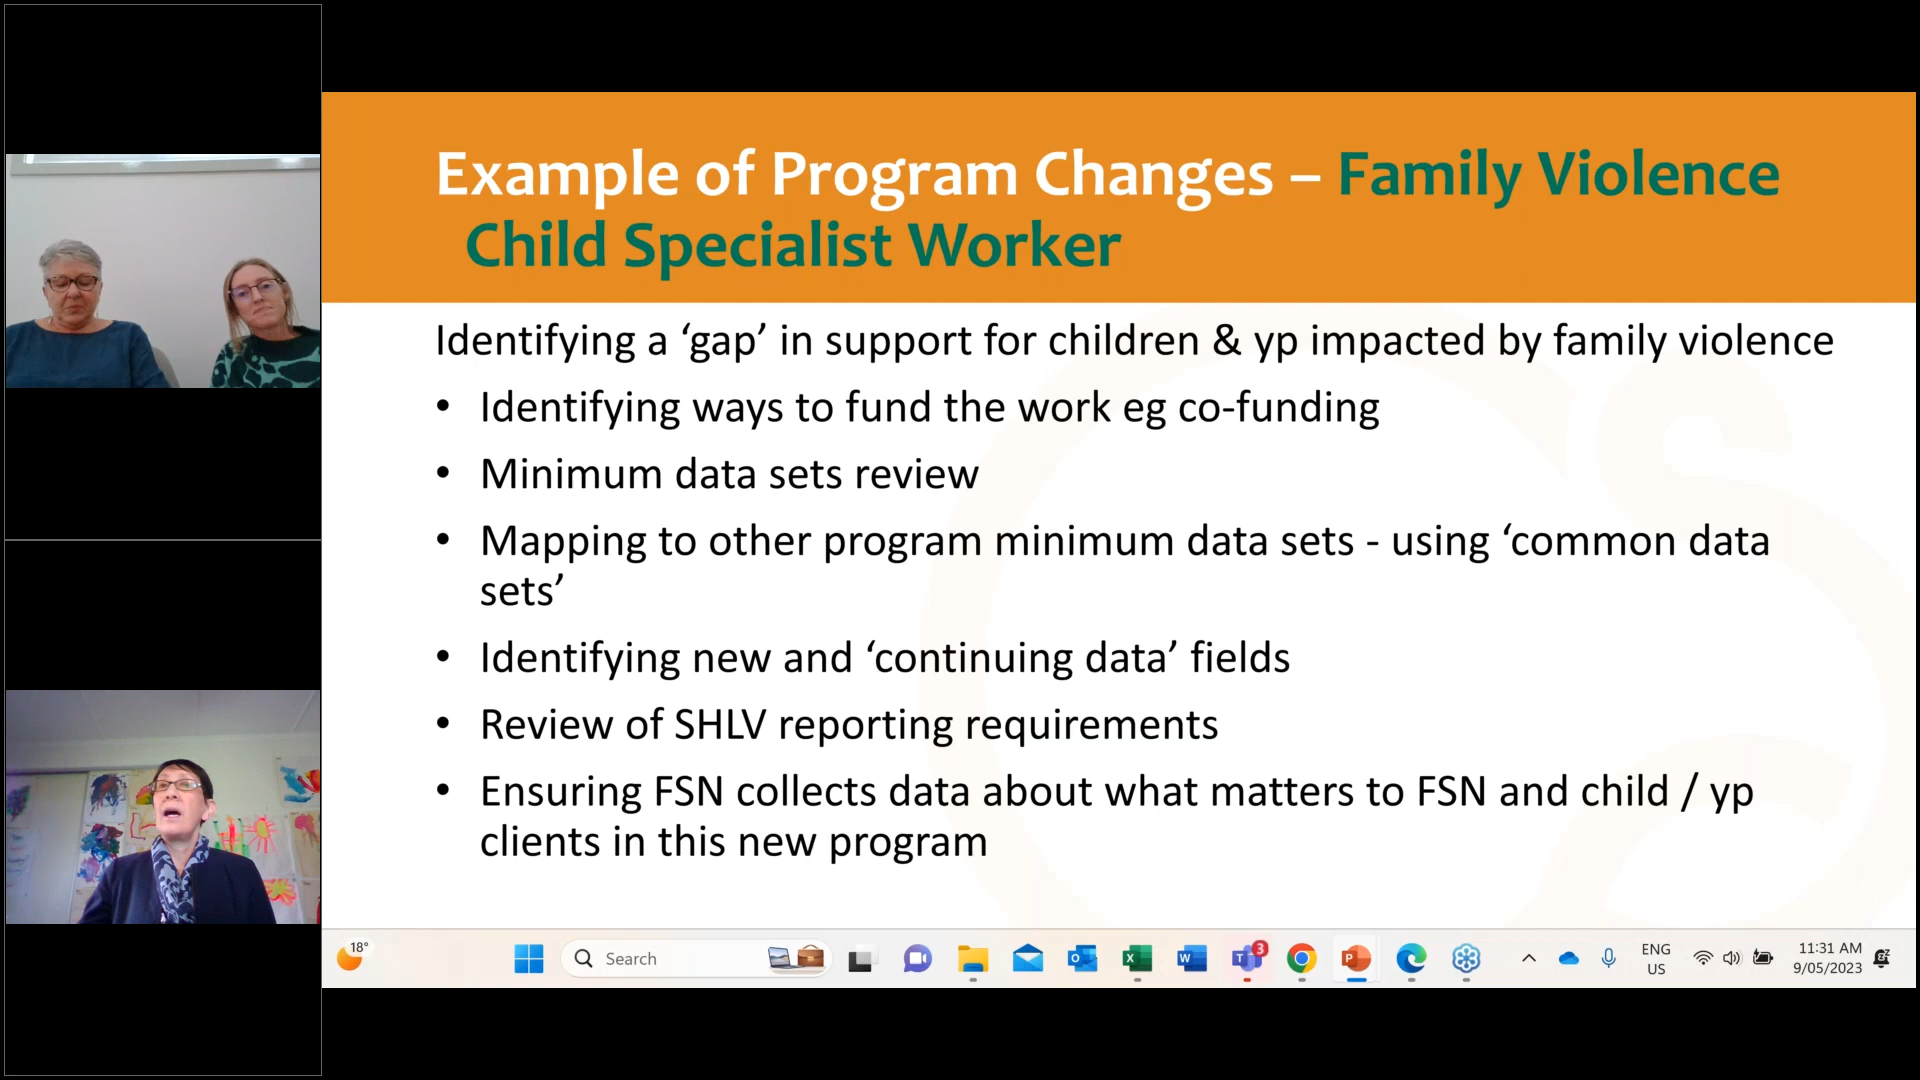 Example of Program Changes – Family Violence
Child Specialist Worker
Identifying a ‘gap’ in support for children & yp impacted by family violence
• Identifying ways to fund the work eg co-funding
• Minimum data sets review
• Mapping to other program minimum data sets - using ‘common data
sets’
• Identifying new and ‘continuing data’ fields
• Review of SHLV reporting requirements
• Ensuring FSN collects data about what matters to FSN and child / yp
clients in this new program
18°
Search
3
ENG
US
11:31 AM
9/05/2023